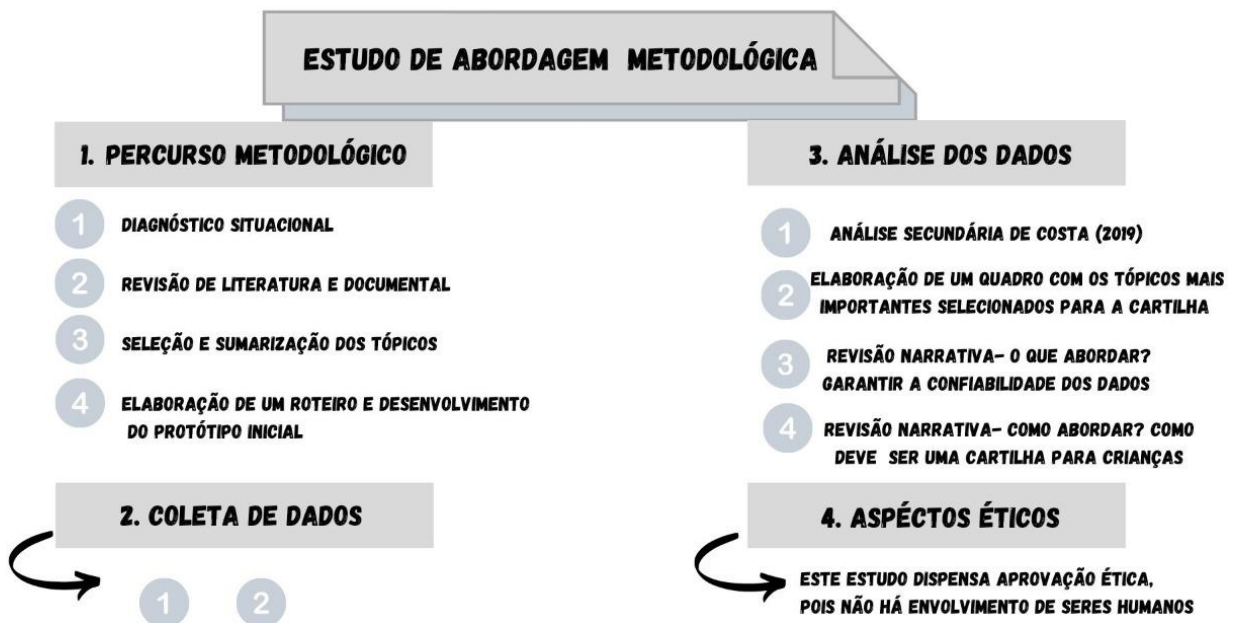 ESTUDO DE ABORDAGEM METODOLÓGICA
1. PERCURSO METODOLÓGICO
1
DIAGNÓSTICO SITUACIONAL
2
REVISÃO DE LITERATURA E DOCUMENTAL
3
SELEÇÃO E SUMARIZAÇÃO DOS TÓPICOS
4
ELABORAÇÃO DE UM ROTEIRO E DESENVOLVIMENTO
DO PROTÓTIPO INICIAL
2. COLETA DE DADOS
1
2
3. ANÁLISE DOS DADOS
1
ANÁLISE SECUNDÁRIA DE COSTA (2019)
2
ELABORAÇÃO DE UM QUADRO COM OS TÓPICOS MAIS
IMPORTANTES SELECIONADOS PARA A CARTILHA
3
REVISÃO NARRATIVA- O QUE ABORDAR?
GARANTIR A CONFIABILIDADE DOS DADOS
4
REVISÃO NARRATIVA- COMO ABORDAR? COMO
DEVE SER UMA CARTILHA PARA CRIANÇAS
4. ASPÉCTOS ÉTICOS
ESTE ESTUDO DISPENSA APROVAÇÃO ÉTICA,
POIS NÃO HÁ ENVOLVIMENTO DE SERES HUMANOS